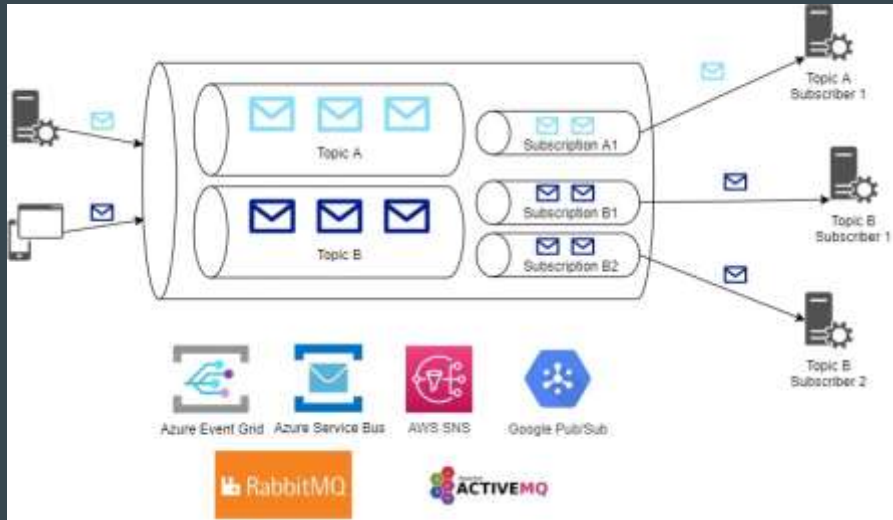 Topic A
Subscriber 1
Topic A
Subscription A1
Topic B
Subscription B1
Topic B
Subscriber 1
Subscription B2
Topic B
Subscriber 2
Azure Event Grid
Azure Service Bus
AWS SNS
Google Pub/Sub
RabbitMQ
ACTIVEMQ